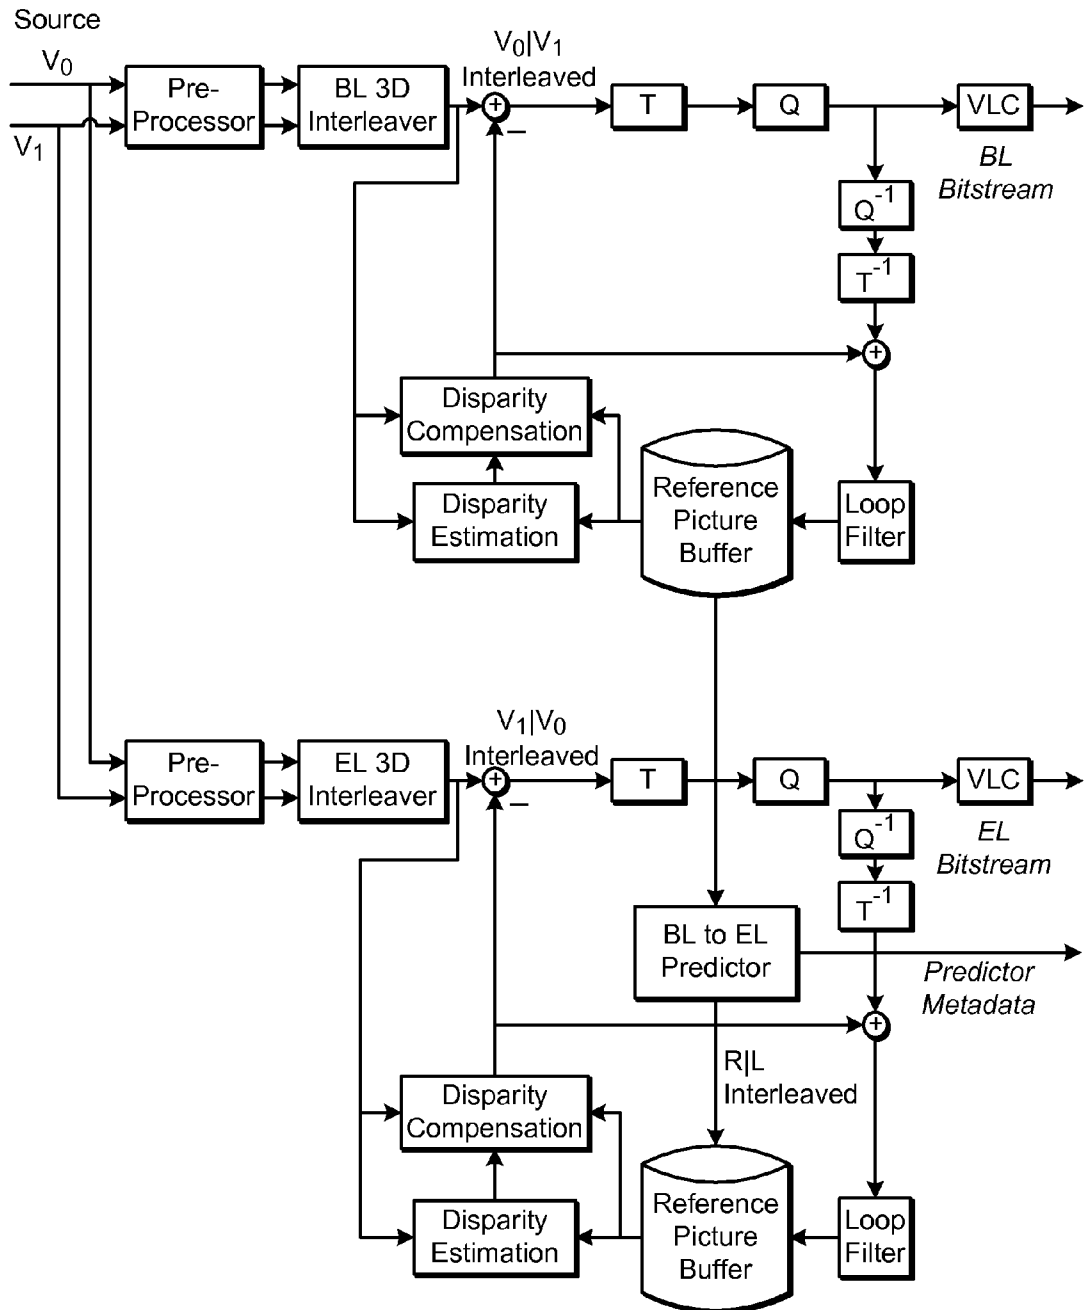 Source
V₀
V₁
Pre-
Processor
BL 3D
Interleaver
V₀|V₁
Interleaved
+
−
T
Q
VLC
BL
Bitstream
Q⁻¹
T⁻¹
+
Disparity
Compensation
Disparity
Estimation
Reference
Picture
Buffer
Loop
Filter
Pre-
Processor
EL 3D
Interleaver
V₁|V₀
Interleaved
+
−
T
Q
VLC
EL
Bitstream
Q⁻¹
T⁻¹
BL to EL
Predictor
Predictor
Metadata
+
R|L
Interleaved
Disparity
Compensation
Disparity
Estimation
Reference
Picture
Buffer
Loop
Filter